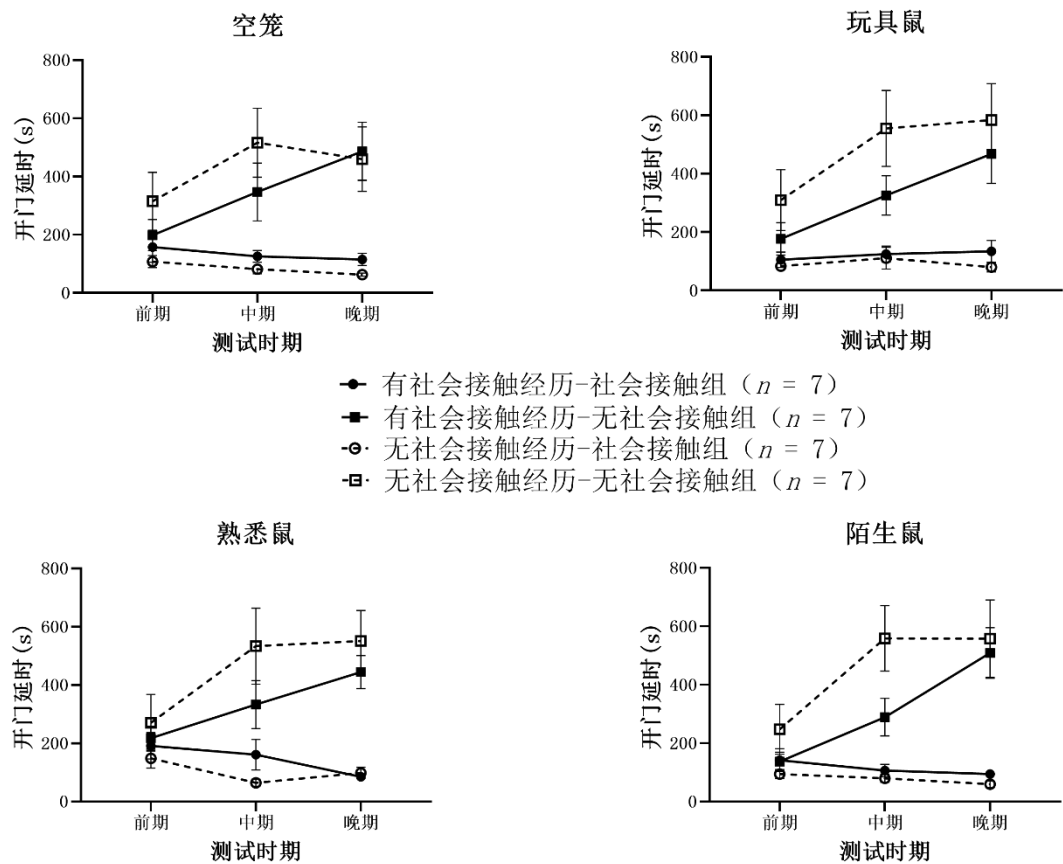 空笼
800
600
400
200
0
开门延时(s)
前期 中期 晚期
测试时期
玩具鼠
800
600
400
200
0
开门延时(s)
前期 中期 晚期
测试时期
有社会接触经历-社会接触组（n = 7）
有社会接触经历-无社会接触组（n = 7）
无社会接触经历-社会接触组（n = 7）
无社会接触经历-无社会接触组（n = 7）
熟悉鼠
800
600
400
200
0
开门延时(s)
前期 中期 晚期
测试时期
陌生鼠
800
600
400
200
0
开门延时(s)
前期 中期 晚期
测试时期